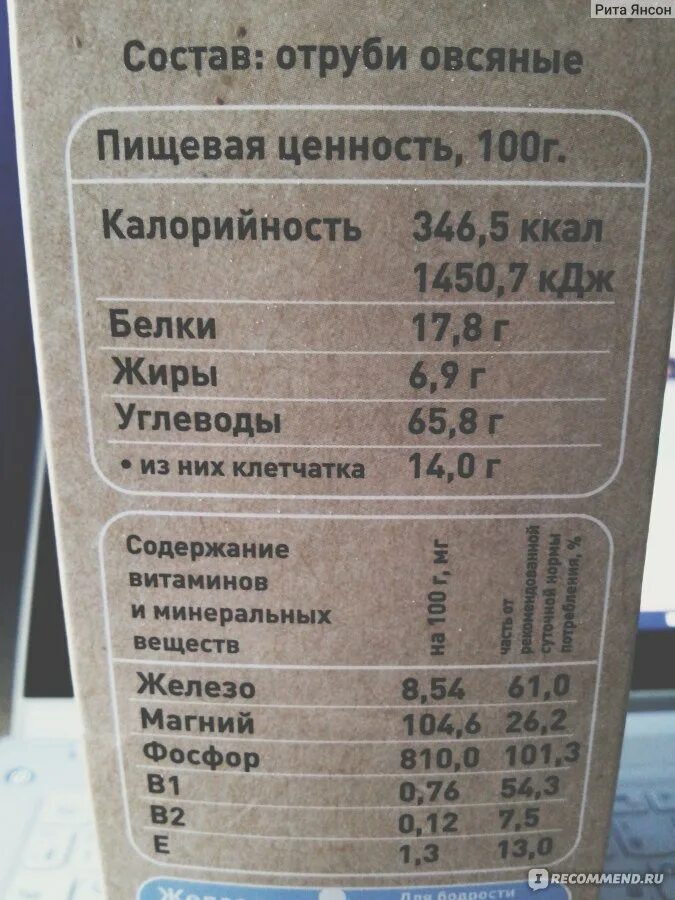 Рита Янсон
Состав: отруби овсяные
Пищевая ценность, 100г.
Калорийность 346,5 ккал
1450,7 кДж
Белки 17,8 г
Жиры 6,9 г
Углеводы 65,8 г
• из них клетчатка 14,0 г
Содержание
витаминов
и минеральных
веществ
на 100 г, мг
часть от
рекомендованной
суточной нормы
потребления, %
Железо 8,54 61,0
Магний 104,6 26,2
Фосфор 810,0 101,3
B1 0,76 54,3
B2 0,12 7,5
E 1,3 13,0
Для бодрости
IRECOMMEND.RU